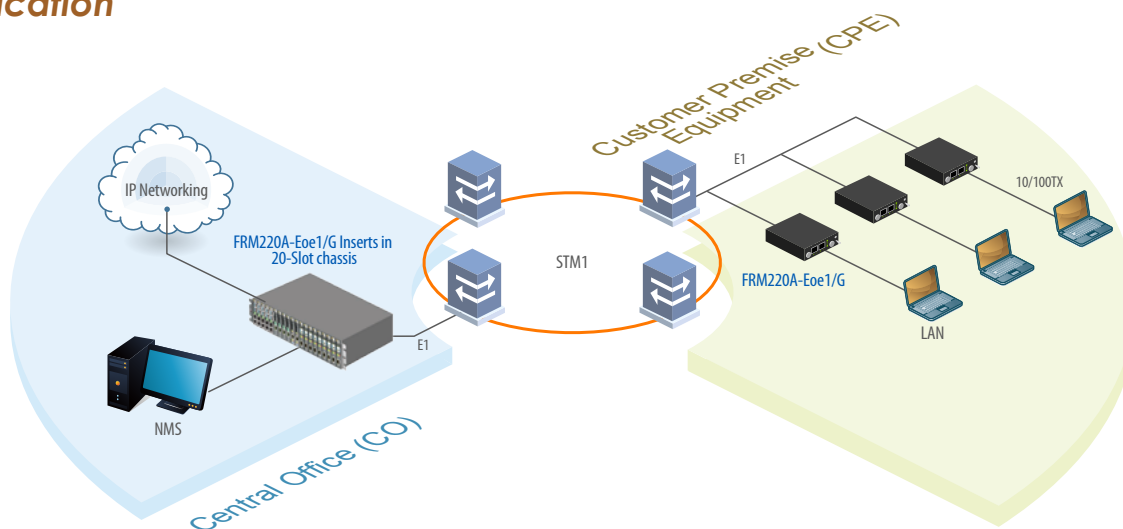 ication
Customer Premise (CPE)
Equipment
IP Networking
E1
10/100TX
FRM220A-Eoe1/G Inserts in
20-Slot chassis
STM1
FRM220A-Eoe1/G
E1
LAN
NMS
Central Office (CO)